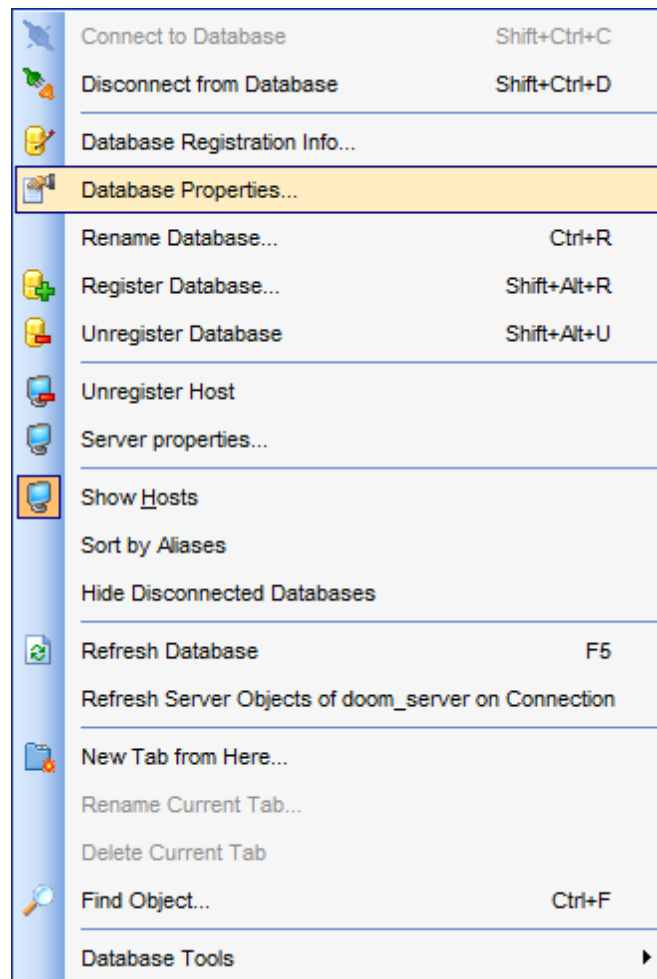 Connect to Database Shift+Ctrl+C
Disconnect from Database Shift+Ctrl+D
Database Registration Info...
Database Properties...
Rename Database... Ctrl+R
Register Database... Shift+Alt+R
Unregister Database Shift+Alt+U
Unregister Host
Server properties...
Show Hosts
Sort by Aliases
Hide Disconnected Databases
Refresh Database F5
Refresh Server Objects of doom_server on Connection
New Tab from Here...
Rename Current Tab...
Delete Current Tab
Find Object... Ctrl+F
Database Tools